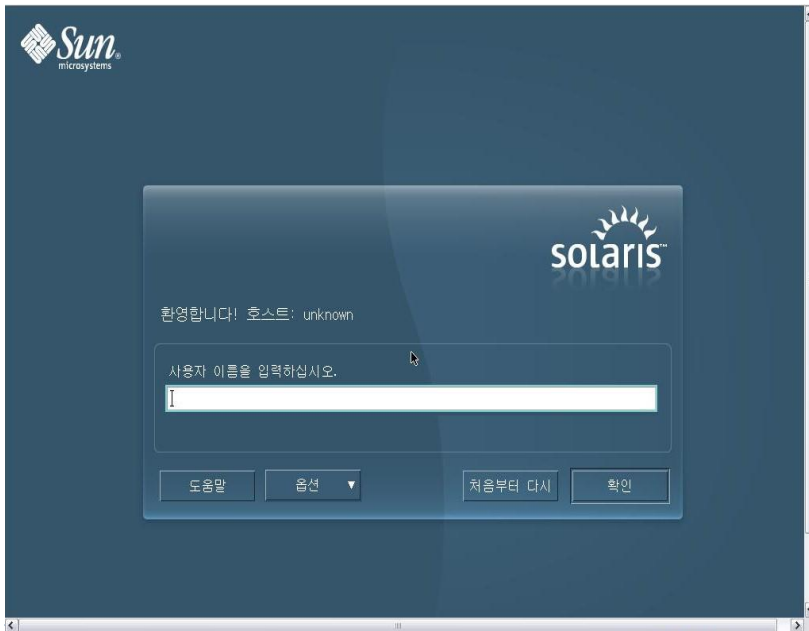 Sun
microsystems
solaris™
환영합니다! 호스트: unknown
사용자 이름을 입력하십시오.
도움말
옵션
처음부터 다시
확인